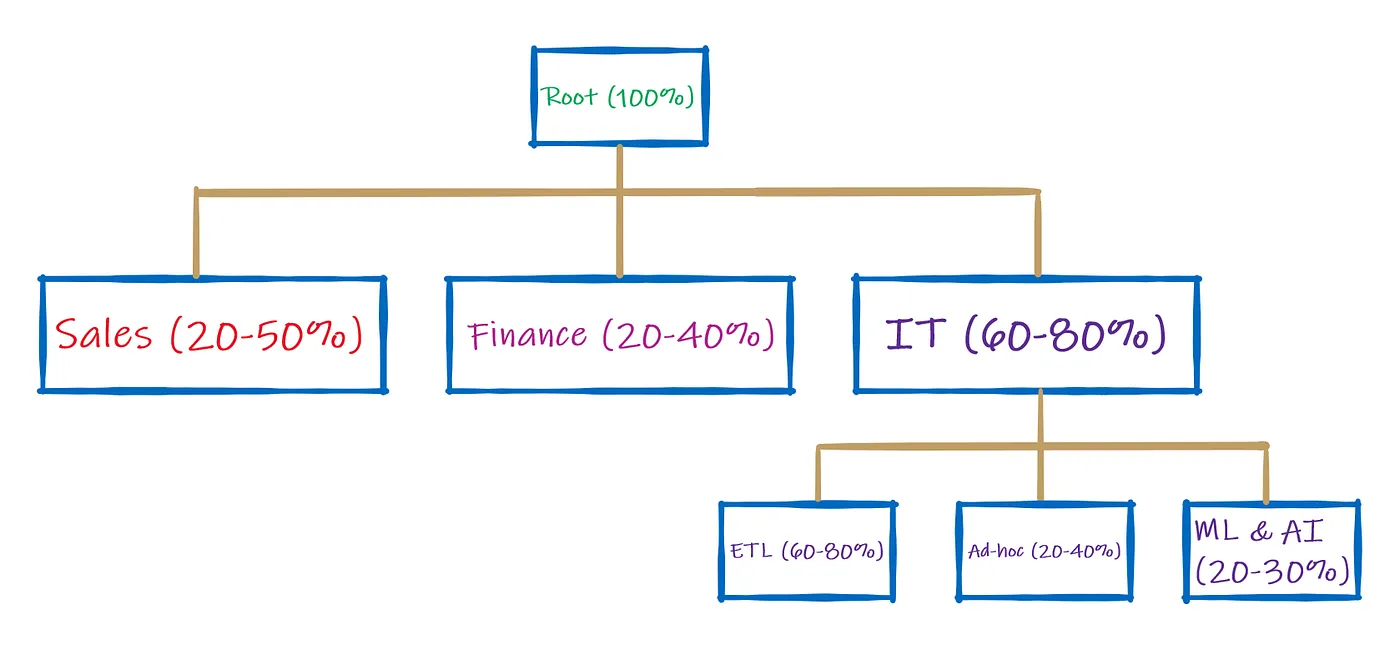 Root (100%)
Sales (20-50%)
Finance (20-40%)
IT (60-80%)
ETL (60-80%)
Ad-hoc (20-40%)
ML & AI
(20-30%)